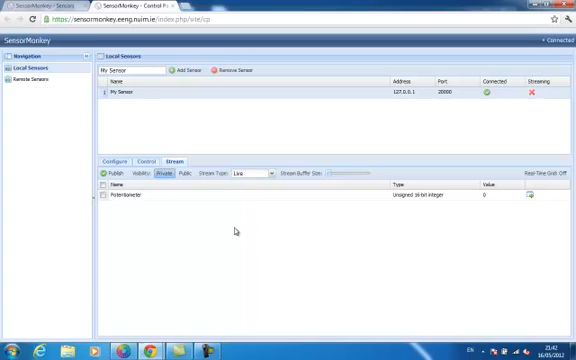 SensorMonkey - Sensors
SensorMonkey - Control Pa
https://sensormonkey.eeng.nuim.ie/index.php/site/cp
SensorMonkey
Connected
Navigation
Local Sensors
Remote Sensors
Local Sensors
My Sensor Add Sensor Remove Sensor
Name Address Port Connected Streaming
1 My Sensor 127.0.0.1 20000
Configure Control Stream
Publish Visibility: Private Public Stream Type: Live Stream Buffer Size: Real-Time Grid: Off
Name Type Value
Potentiometer Unsigned 16-bit integer 0
EN
21:42
16/05/2012